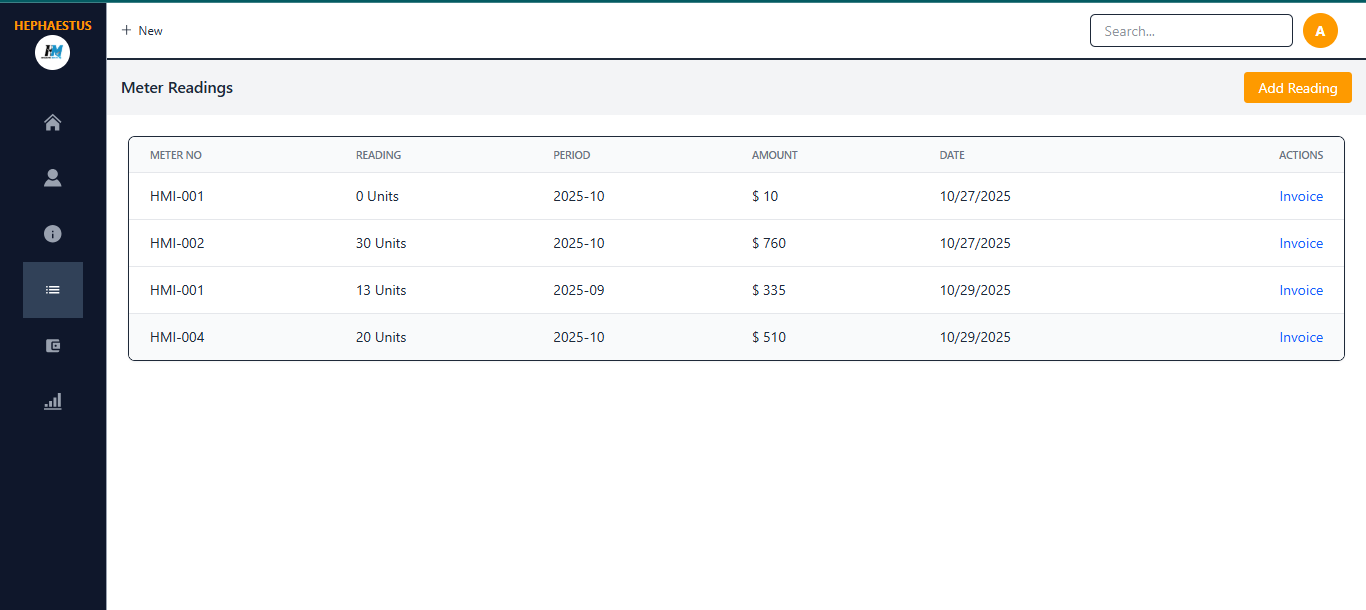 HEPHAESTUS
HM
+ New
Search...
A
Meter Readings
Add Reading
METER NO READING PERIOD AMOUNT DATE ACTIONS
HMI-001 0 Units 2025-10 $ 10 10/27/2025 Invoice
HMI-002 30 Units 2025-10 $ 760 10/27/2025 Invoice
HMI-001 13 Units 2025-09 $ 335 10/29/2025 Invoice
HMI-004 20 Units 2025-10 $ 510 10/29/2025 Invoice